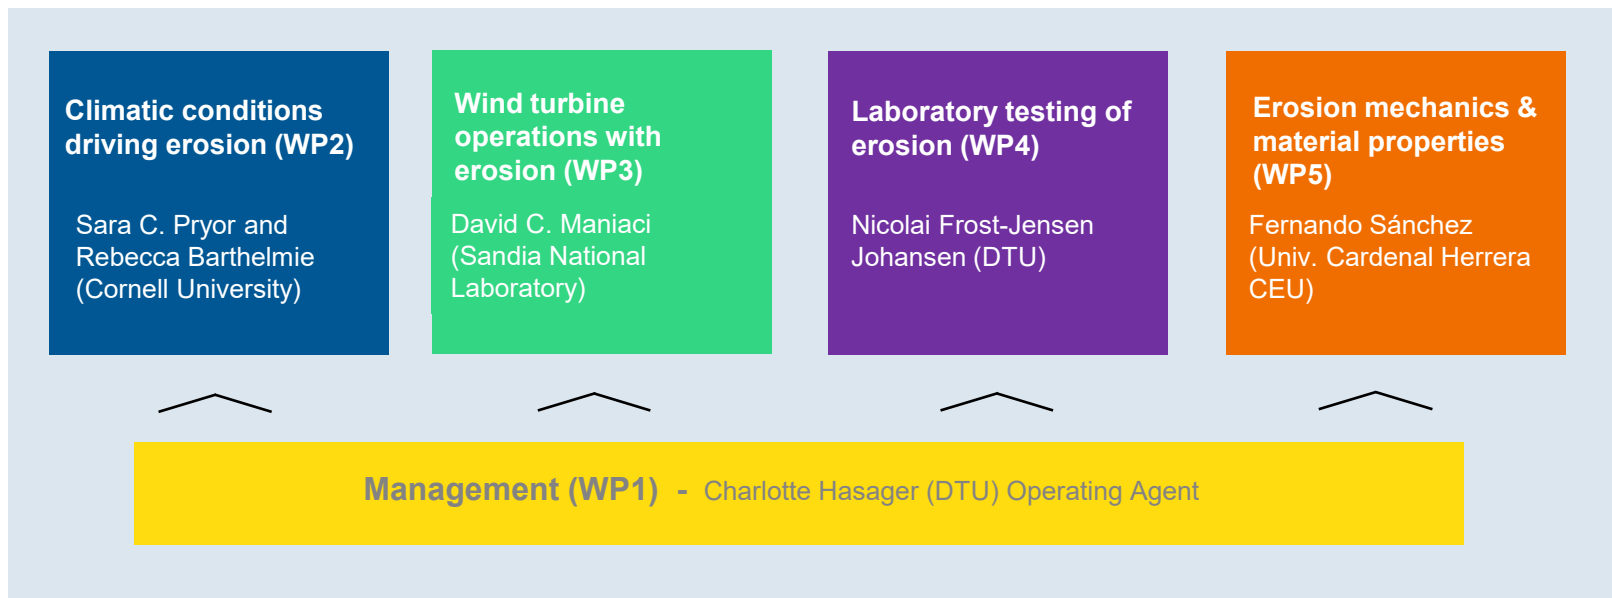 Climatic conditions
driving erosion (WP2)
Sara C. Pryor and
Rebecca Barthelmie
(Cornell University)
Wind turbine
operations with
erosion (WP3)
David C. Maniaci
(Sandia National
Laboratory)
Laboratory testing of
erosion (WP4)
Nicolai Frost-Jensen
Johansen (DTU)
Erosion mechanics &
material properties
(WP5)
Fernando Sánchez
(Univ. Cardenal Herrera
CEU)
Management (WP1) - Charlotte Hasager (DTU) Operating Agent